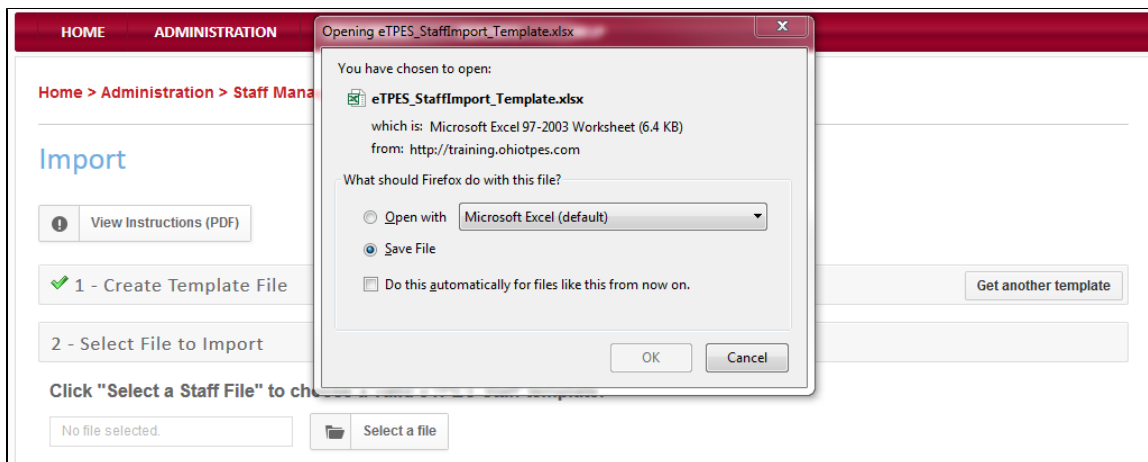 HOME ADMINISTRATION
Opening eTPES_StaffImport_Template.xlsx
x
You have chosen to open:
Home > Administration > Staff Mana
eTPES_StaffImport_Template.xlsx
which is: Microsoft Excel 97-2003 Worksheet (6.4 KB)
from: http://training.ohiotpes.com
Import
What should Firefox do with this file?
View Instructions (PDF)
Open with Microsoft Excel (default)
Save File
1 - Create Template File
Do this automatically for files like this from now on.
Get another template
2 - Select File to Import
OK Cancel
Click "Select a Staff File" to
No file selected.
Select a file